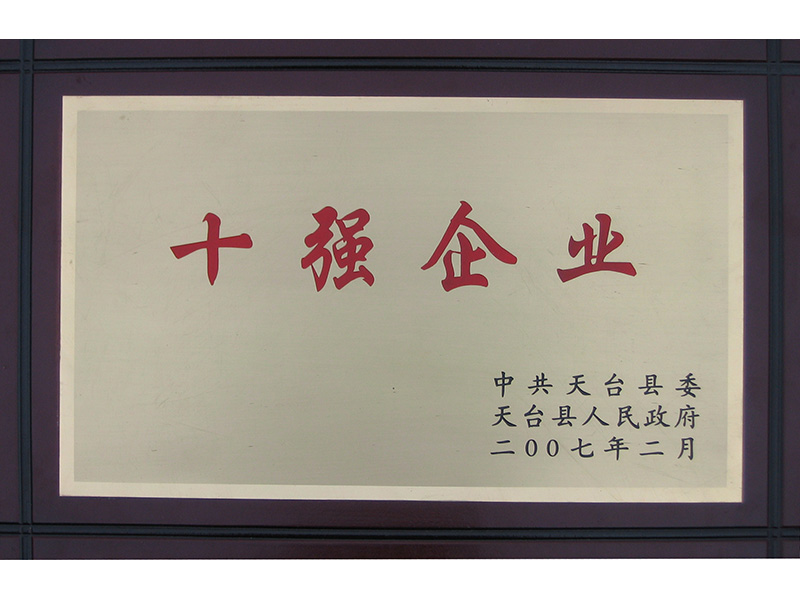 十强企业
中共天台县委
天台县人民政府
二00七年二月